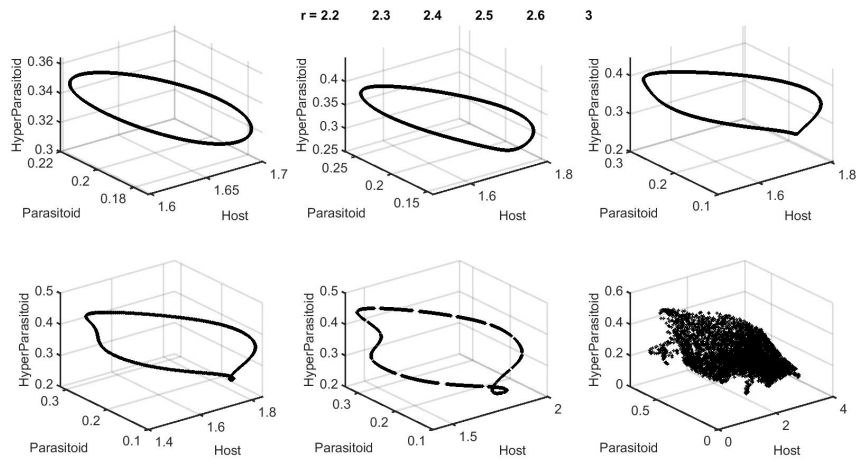 r = 2.2 2.3 2.4 2.5 2.6 3
HyperParasitoid
0.36
0.34
0.32
0.3
0.22
0.2
0.18
Parasitoid
1.6
1.65
1.7
Host
HyperParasitoid
0.4
0.35
0.3
0.25
0.25
0.2
0.15
Parasitoid
1.6
1.8
Host
HyperParasitoid
0.4
0.3
0.2
0.3
0.2
0.1
Parasitoid
1.6
1.8
Host
HyperParasitoid
0.5
0.4
0.3
0.2
0.3
0.2
0.1
Parasitoid
1.4
1.6
1.8
Host
HyperParasitoid
0.5
0.4
0.3
0.2
0.3
0.2
0.1
Parasitoid
1.5
2
Host
HyperParasitoid
0.6
0.4
0.2
0
0.5
0
Parasitoid
0
2
4
Host